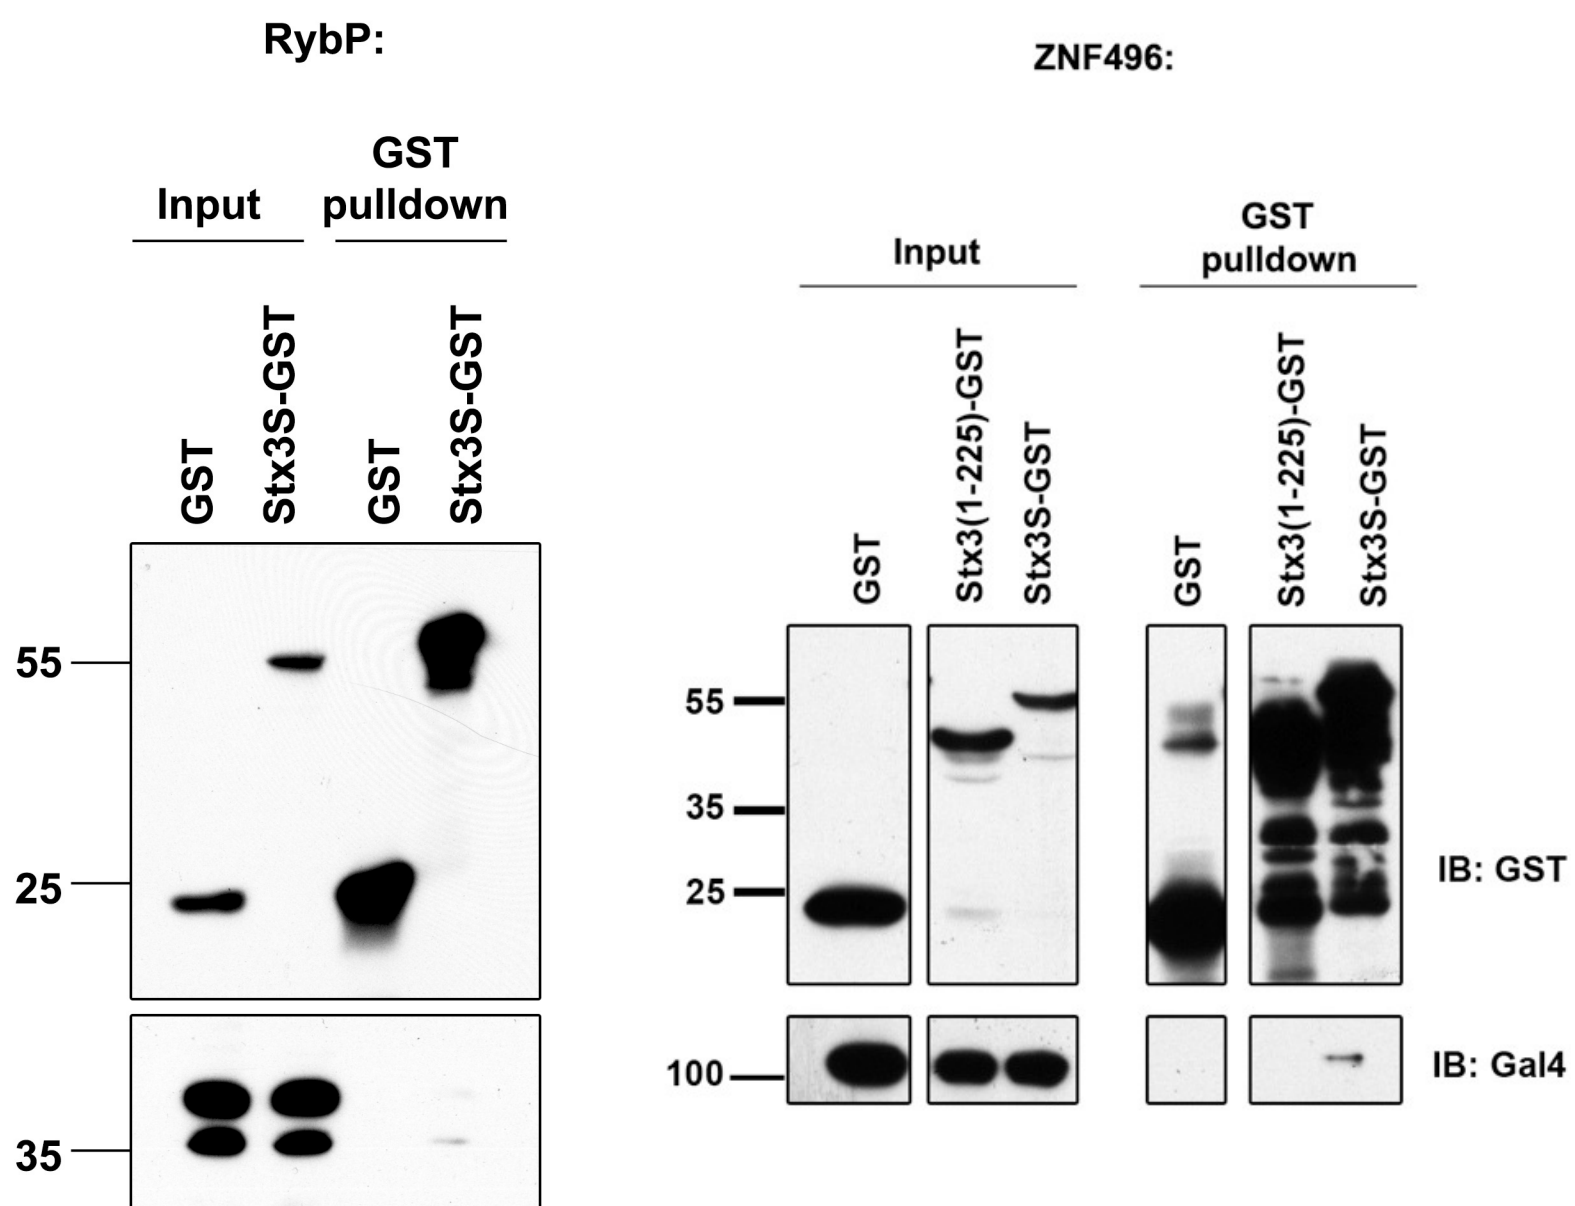 RybP:
GST
Input pulldown
GST
Stx3S-GST
GST
Stx3S-GST
55
25
35
ZNF496:
Input
GST
pulldown
GST
Stx3(1-225)-GST
Stx3S-GST
GST
Stx3(1-225)-GST
Stx3S-GST
55
35
25
IB: GST
100
IB: Gal4